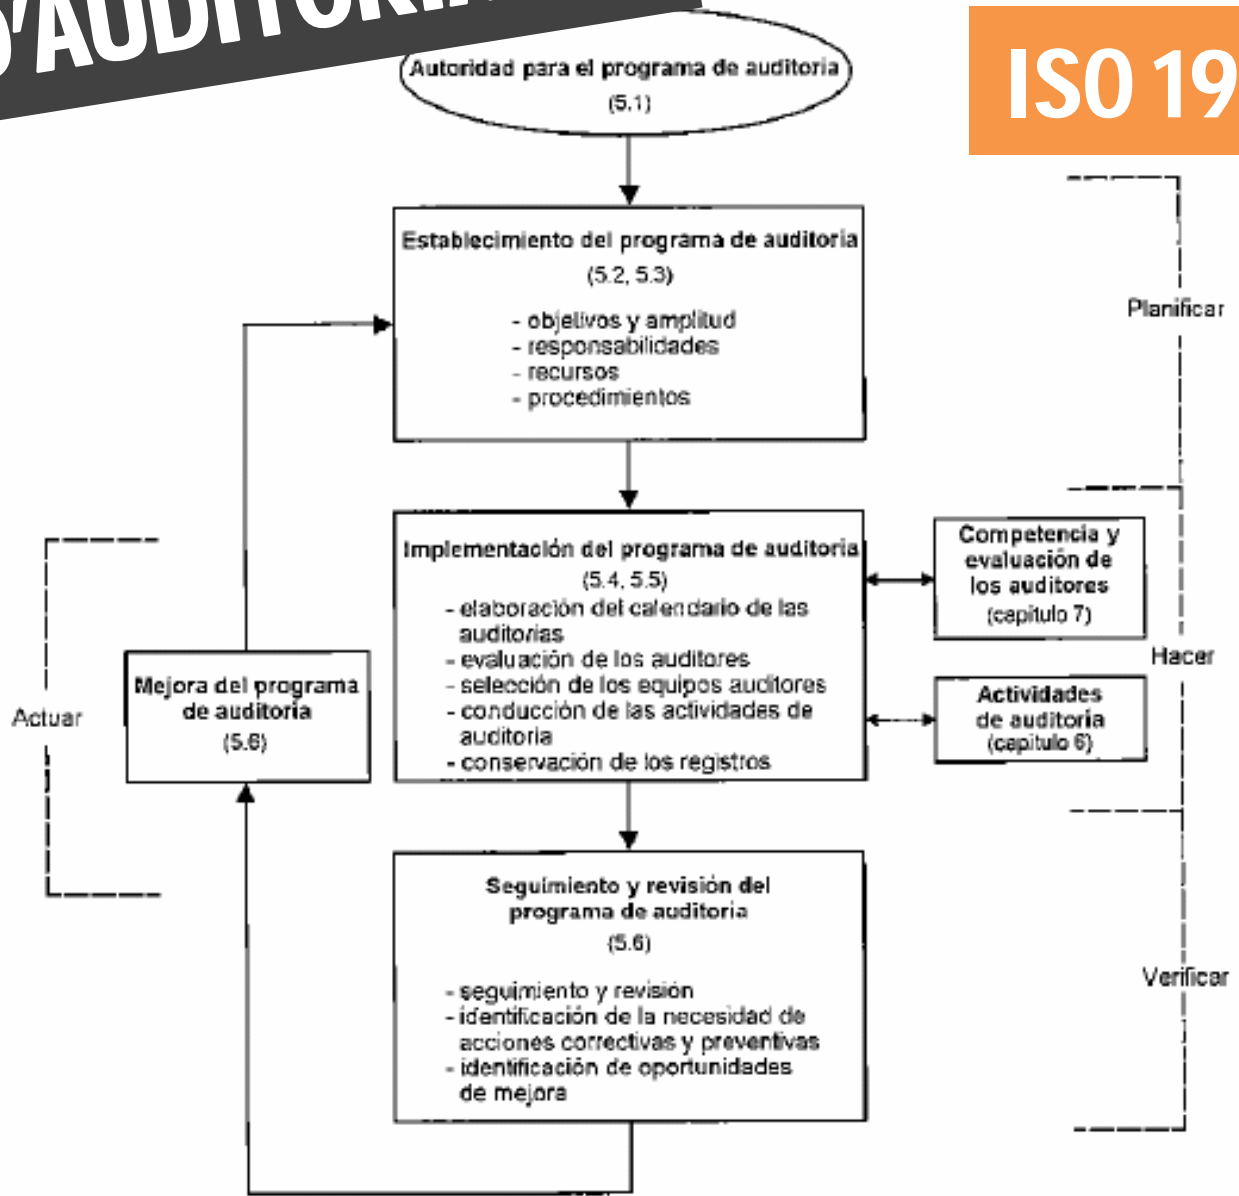 D'AUDITORIA
ISO 19
Autoridad para el programa de auditoria
(5.1)
Establecimiento del programa de auditoria
(5.2, 5.3)
- objetivos y amplitud
- responsabilidades
- recursos
- procedimientos
Planificar
Implementación del programa de auditoria
(5.4, 5.5)
- elaboración del calendario de las
auditorias
- evaluación de los auditores
- selección de los equipos auditores
- conducción de las actividades de
auditoria
- conservación de los registros
Competencia y
evaluación de
los auditores
(capitulo 7)
Hacer
Actividades
de auditoria
(capitulo 6)
Mejora del programa
de auditoria
(5.6)
Actuar
Seguimiento y revisión del
programa de auditoria
(5.6)
- seguimiento y revisión
- identificación de la necesidad de
acciones correctivas y preventivas
- identificación de oportunidades
de mejora
Verificar